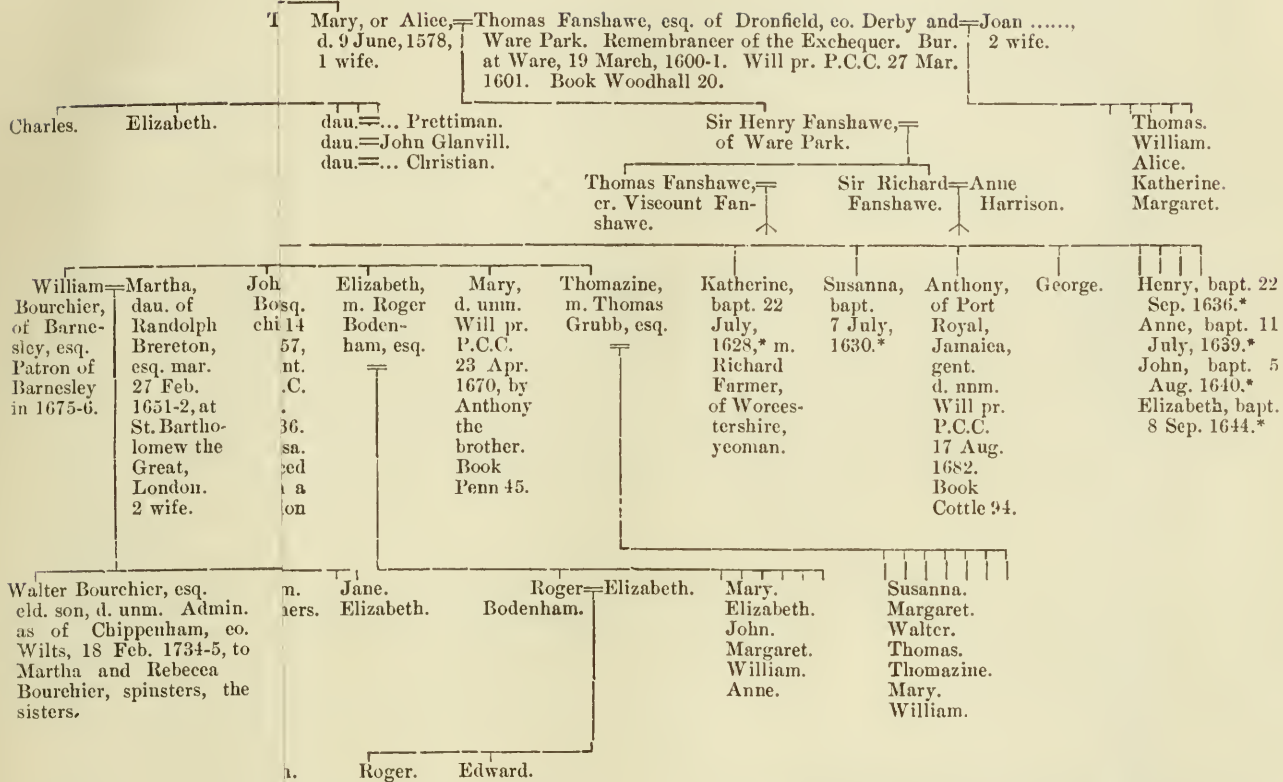 T Mary, or Alice,=Thomas Fanshawe, esq. of Dronfield, co. Derby and=Joan ......,
d. 9 June, 1578, Ware Park. Remembrancer of the Exchequer. Bur. 2 wife.
1 wife. at Ware, 19 March, 1600-1. Will pr. P.C.C. 27 Mar.
1601. Book Woodhall 20.
Charles. Elizabeth.
dau.=... Prettiman.
dau.=John Glanvill.
dau.=... Christian.
Sir Henry Fanshawe,=
of Ware Park.
Thomas.
William.
Alice.
Katherine.
Margaret.
Thomas Fanshawe,=
cr. Viscount Fan-
shawe.
Sir Richard=Anne
Fanshawe. Harrison.
William=Martha,
Bourchier, dau. of
of Barne- Randolph
sley, esq. Brereton,
Patron of esq. mar.
Barnesley 27 Feb.
in 1675-6. 1651-2, at
St. Bartho-
lomew the
Great,
London.
2 wife.
Joh
Bosq.
chi 14
57,
nt.
.C.
.
36.
sa.
ced
a
ion
Elizabeth,
m. Roger
Boden-
ham, esq.
=
Mary,
d. unm.
Will pr.
P.C.C.
23 Apr.
1670, by
Anthony
the
brother.
Book
Penn 45.
Thomazine,
m. Thomas
Grubb, esq.
=
Katherine,
bapt. 22
July,
1628,* m.
Richard
Farmer,
of Worces-
tershire,
yeoman.
Susanna,
bapt.
7 July,
1630.*
Anthony,
of Port
Royal,
Jamaica,
gent.
d. unm.
Will pr.
P.C.C.
17 Aug.
1682.
Book
Cottle 94.
George.
Henry, bapt. 22
Sep. 1636.*
Anne, bapt. 11
July, 1639.*
John, bapt. 5
Aug. 1640.*
Elizabeth, bapt.
8 Sep. 1644.*
Walter Bourchier, esq.
eld. son, d. unm. Admin.
as of Chippenham, co.
Wilts, 18 Feb. 1734-5, to
Martha and Rebecca
Bourchier, spinsters, the
sisters.
m.
ners.
Jane.
Elizabeth.
Roger=Elizabeth.
Bodenham.
Mary.
Elizabeth.
John.
Margaret.
William.
Anne.
Susanna.
Margaret.
Walter.
Thomas.
Thomazine.
Mary.
William.
n. Roger. Edward.